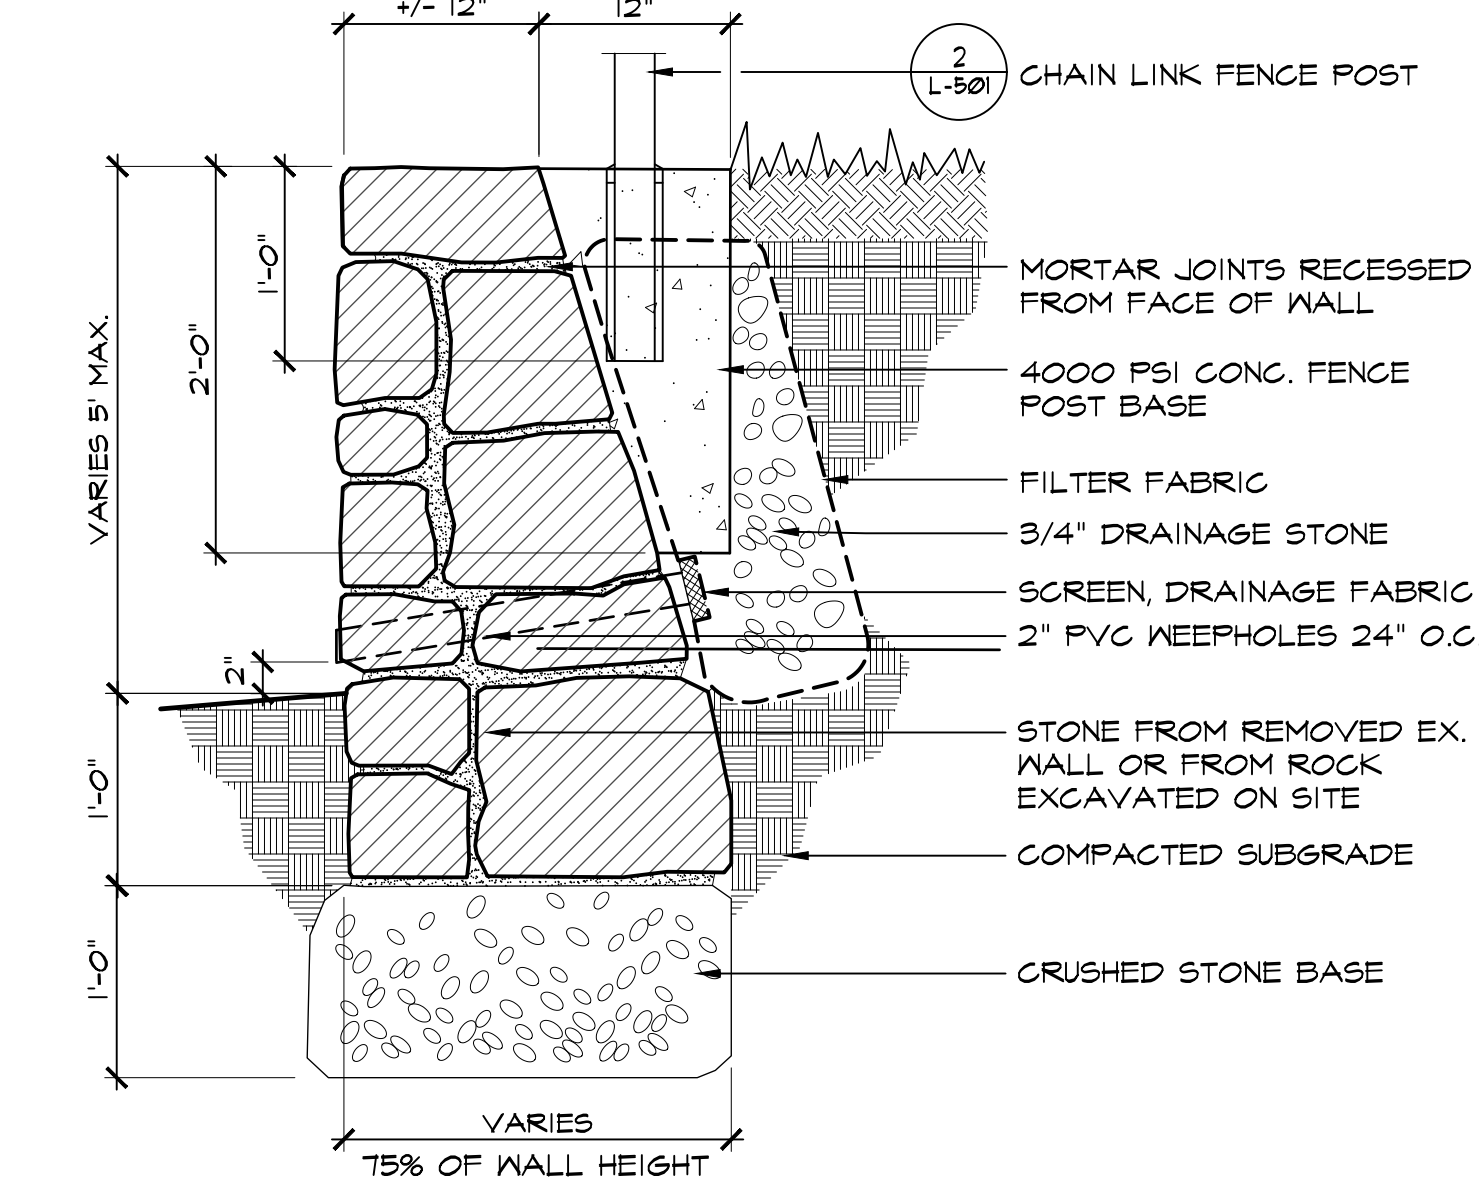 +/- 12"
12"
2
L-501
CHAIN LINK FENCE POST
MORTAR JOINTS RECESSED
FROM FACE OF WALL
4000 PSI CONC. FENCE
POST BASE
FILTER FABRIC
3/4" DRAINAGE STONE
SCREEN, DRAINAGE FABRIC
2" PVC WEEPHOLES 24" O.C
STONE FROM REMOVED EX.
WALL OR FROM ROCK
EXCAVATED ON SITE
COMPACTED SUBGRADE
CRUSHED STONE BASE
VARIES 5' MAX.
2'-0"
1'-0"
2"
1'-0"
1'-0"
VARIES
75% OF WALL HEIGHT